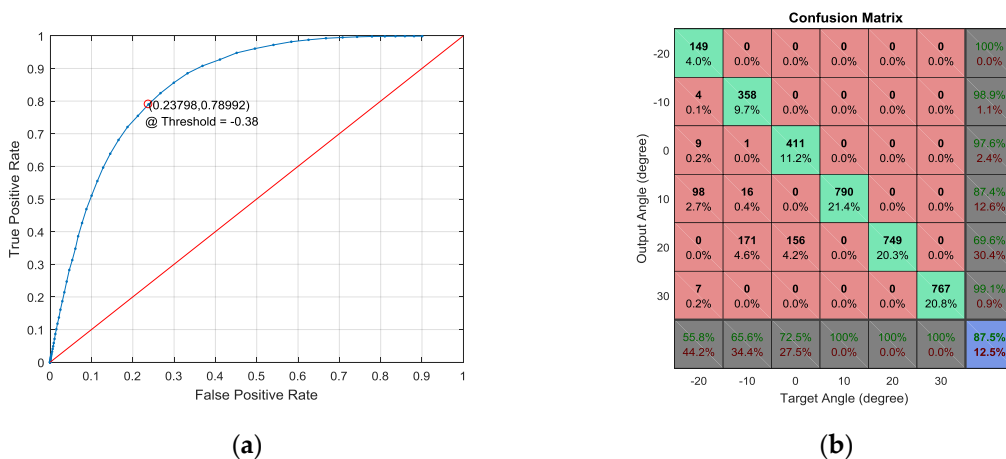 1
0.9
0.8
0.7
0.6
0.5
0.4
0.3
0.2
0.1
0
True Positive Rate
(0.23798,0.78992)
@ Threshold = -0.38
0 0.1 0.2 0.3 0.4 0.5 0.6 0.7 0.8 0.9 1
False Positive Rate
(a)
Confusion Matrix
Output Angle (degree)
-20 149 0 0 0 0 0 100%
4.0% 0.0% 0.0% 0.0% 0.0% 0.0% 0.0%
-10 4 358 0 0 0 0 98.9%
0.1% 9.7% 0.0% 0.0% 0.0% 0.0% 1.1%
0 9 1 411 0 0 0 97.6%
0.2% 0.0% 11.2% 0.0% 0.0% 0.0% 2.4%
10 98 16 0 790 0 0 87.4%
2.7% 0.4% 0.0% 21.4% 0.0% 0.0% 12.6%
20 0 171 156 0 749 0 69.6%
0.0% 4.6% 4.2% 0.0% 20.3% 0.0% 30.4%
30 7 0 0 0 0 767 99.1%
0.2% 0.0% 0.0% 0.0% 0.0% 20.8% 0.9%
55.8% 65.6% 72.5% 100% 100% 100% 87.5%
44.2% 34.4% 27.5% 0.0% 0.0% 0.0% 12.5%
-20 -10 0 10 20 30
Target Angle (degree)
(b)